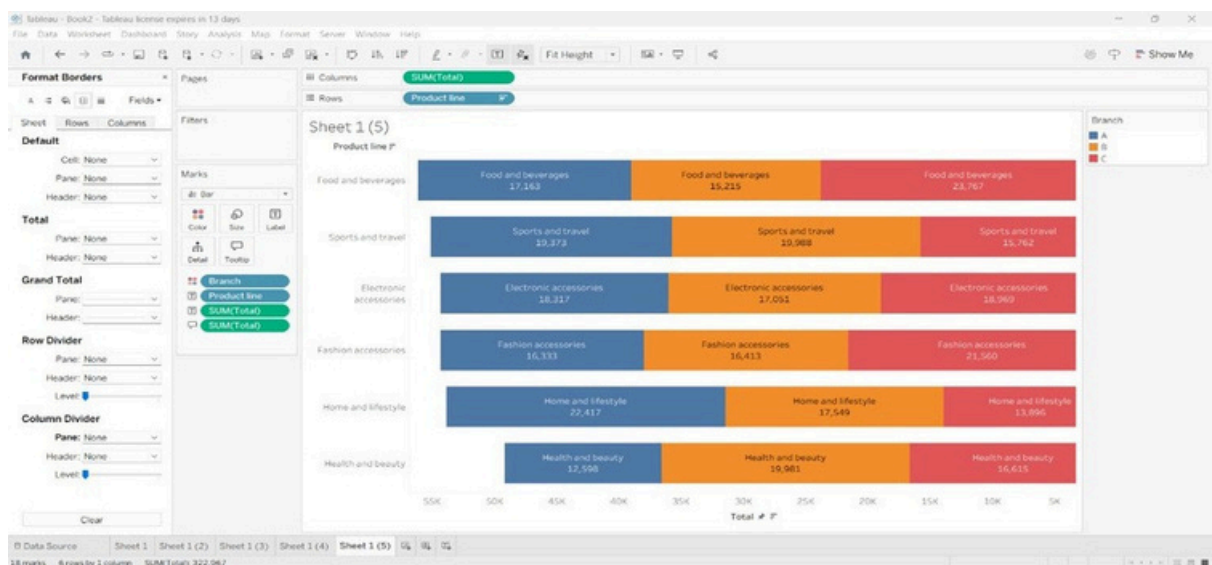 Tableau - Book2 - Tableau license expires in 13 days
File Data Worksheet Dashboard Story Analysis Map Format Server Window Help
Fit Height
Show Me
Format Borders
Fields
Sheet Rows Columns
Default
Cell: None
Pane: None
Header: None
Total
Pane: None
Header: None
Grand Total
Pane:
Header:
Row Divider
Pane: None
Header: None
Level:
Column Divider
Pane: None
Header: None
Level:
Clear
Pages
Filters
Marks
Bar
Color Size Label
Detail Tooltip
Branch
Product line
SUM(Total)
SUM(Total)
Columns SUM(Total)
Rows Product line
Sheet 1 (5)
Product line
Food and beverages
Food and beverages
17,163
Food and beverages
15,215
Food and beverages
23,767
Sports and travel
Sports and travel
19,373
Sports and travel
19,988
Sports and travel
15,762
Electronic
accessories
Electronic accessories
18,317
Electronic accessories
17,051
Electronic accessories
18,969
Fashion accessories
Fashion accessories
16,333
Fashion accessories
16,413
Fashion accessories
21,560
Home and lifestyle
Home and lifestyle
22,417
Home and lifestyle
17,549
Home and lifestyle
13,896
Health and beauty
Health and beauty
12,598
Health and beauty
19,981
Health and beauty
16,615
55K 50K 45K 40K 35K 30K 25K 20K 15K 10K 5K
Total
Branch
A
B
C
Data Source Sheet 1 Sheet 1 (2) Sheet 1 (3) Sheet 1 (4) Sheet 1 (5)
18 marks 6 rows by 1 column SUM(Total): 322,967